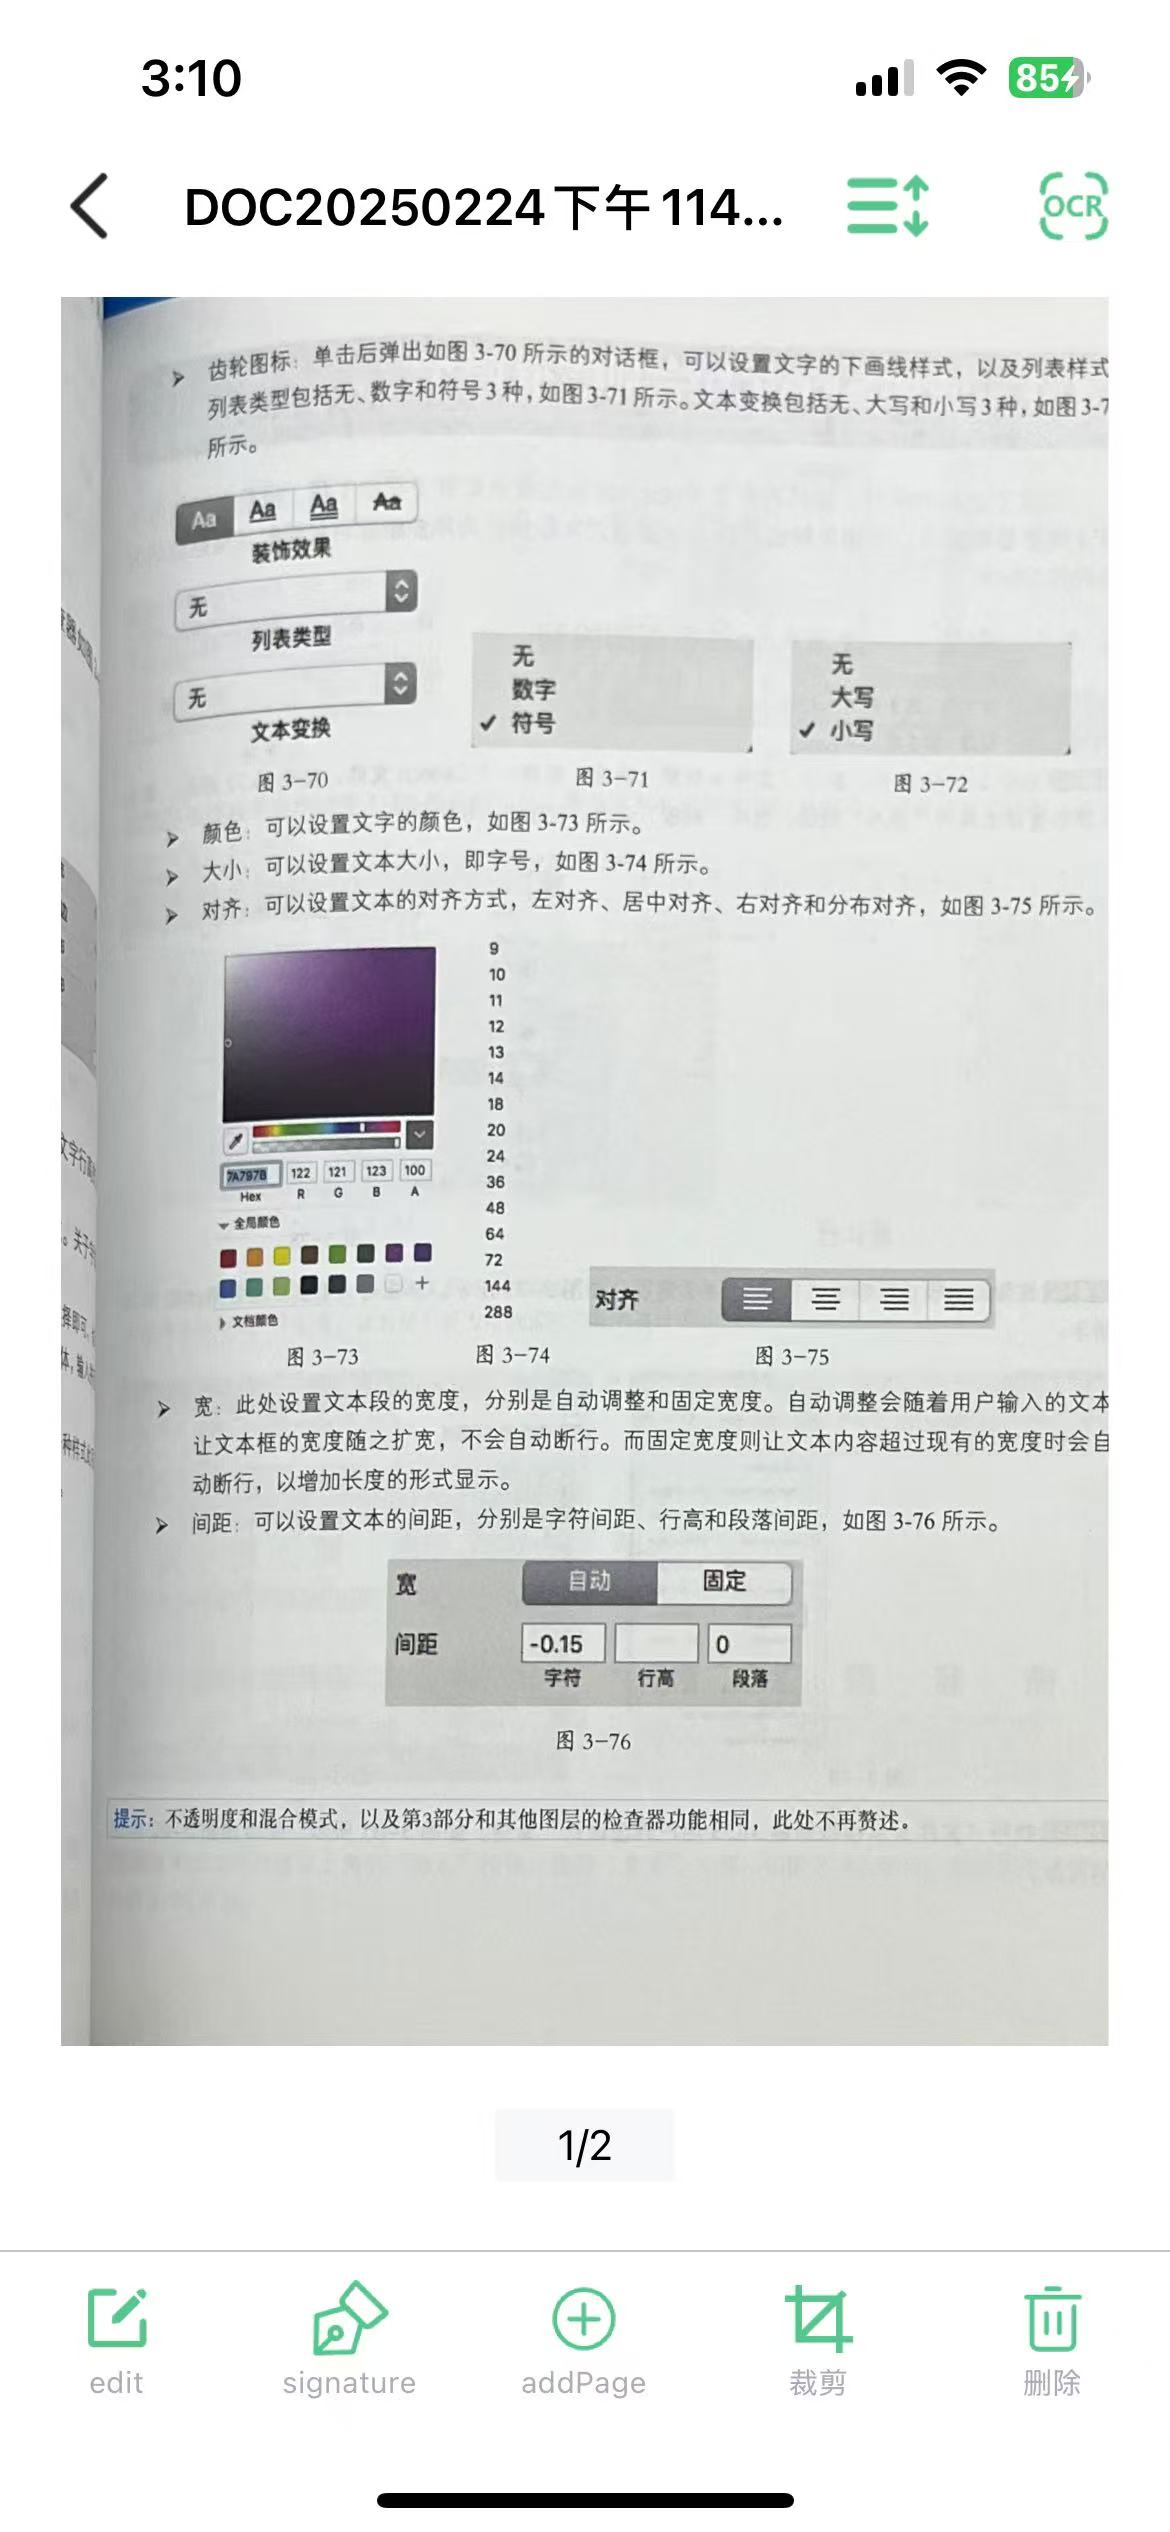 3:10
85
DOC20250224下午114...
OCR
齿轮图标：单击后弹出如图 3-70 所示的对话框，可以设置文字的下画线样式，以及列表样式
列表类型包括无、数字和符号3种，如图3-71所示。文本变换包括无、大写和小写3种，如图3-7
所示。
Aa Aa Aa Aa
装饰效果
无
列表类型
无
文本变换
图 3-70
无
数字
✓ 符号
图 3-71
无
大写
✓ 小写
图 3-72
颜色：可以设置文字的颜色，如图 3-73 所示。
大小：可以设置文本大小，即字号，如图 3-74 所示。
对齐：可以设置文本的对齐方式，左对齐、居中对齐、右对齐和分布对齐，如图 3-75 所示。
7A797B 122 121 123 100
Hex R G B A
全局颜色
+
文档颜色
图 3-73
9
10
11
12
13
14
18
20
24
36
48
64
72
144
288
图 3-74
对齐
图 3-75
宽：此处设置文本段的宽度，分别是自动调整和固定宽度。自动调整会随着用户输入的文本
让文本框的宽度随之扩宽，不会自动断行。而固定宽度则让文本内容超过现有的宽度时会自
动断行，以增加长度的形式显示。
间距：可以设置文本的间距，分别是字符间距、行高和段落间距，如图 3-76 所示。
宽 自动 固定
间距 -0.15 0
字符 行高 段落
图 3-76
提示：不透明度和混合模式，以及第3部分和其他图层的检查器功能相同，此处不再赘述。
1/2
edit signature addPage 裁剪 删除